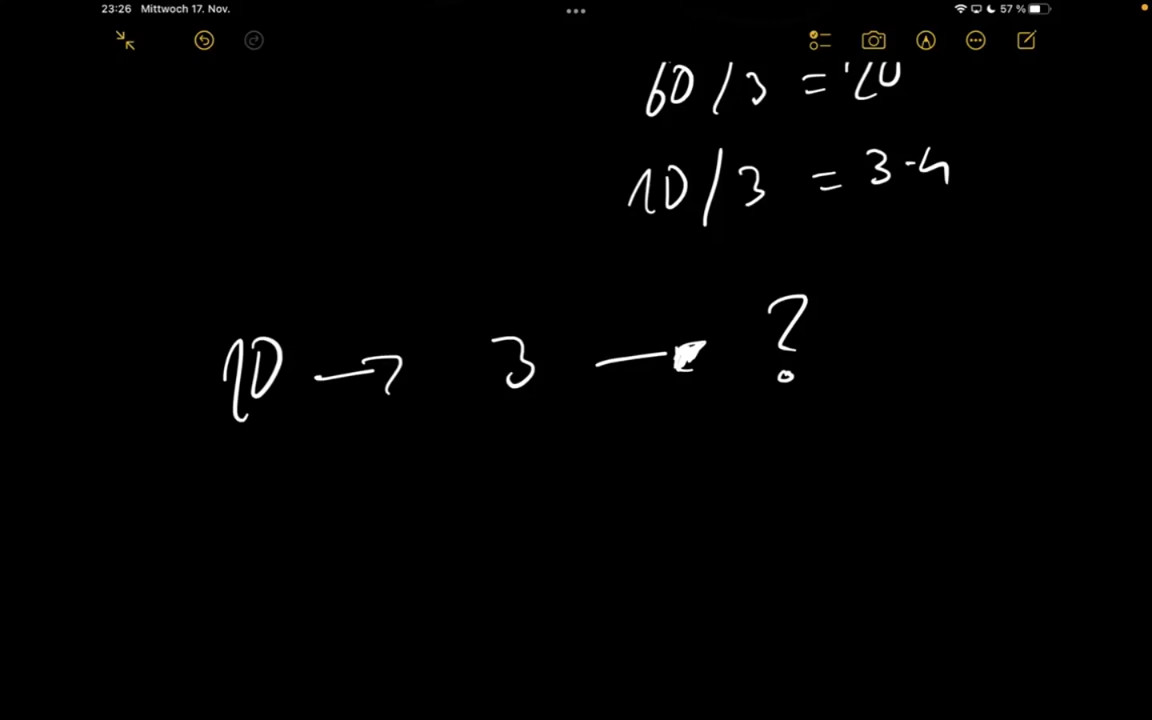 23:26 Mittwoch 17. Nov. 57 %
60/3 = 20
10/3 = 3-4
10 → 3 → ?